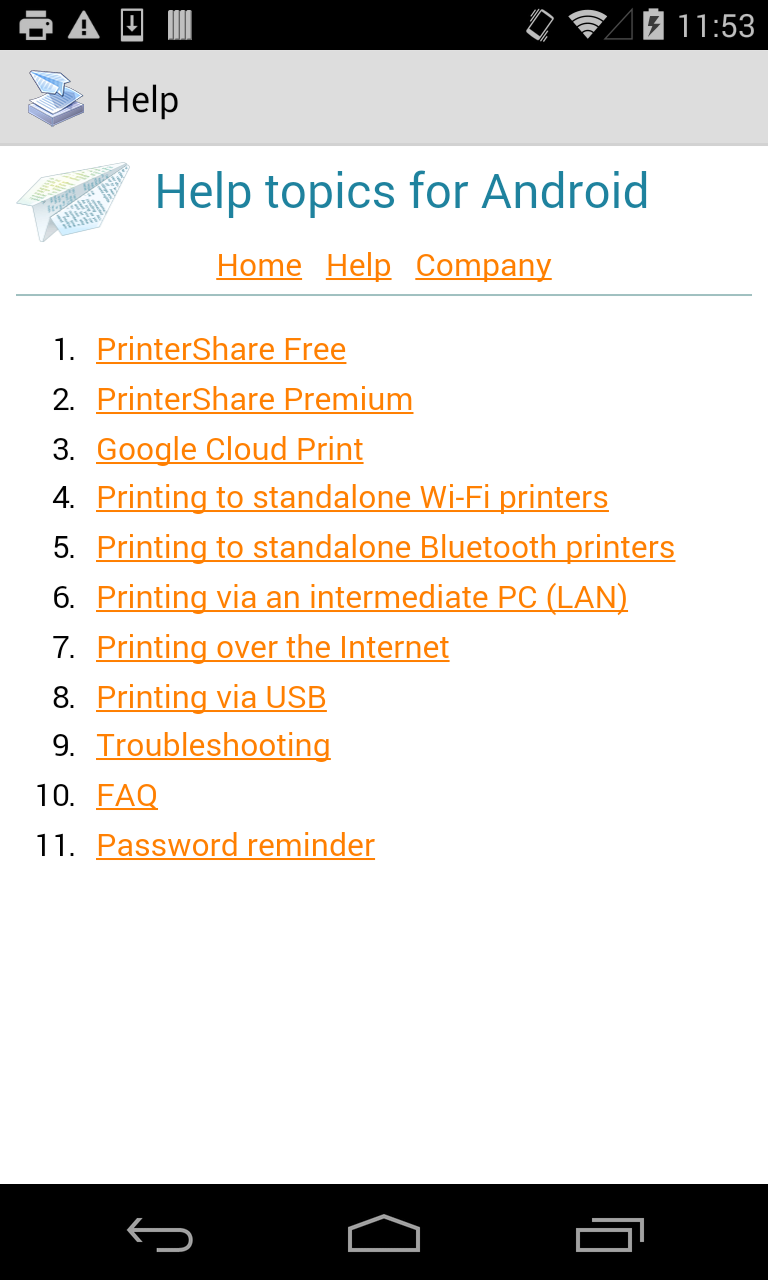 11:53
Help
Help topics for Android
Home Help Company
1. PrinterShare Free
2. PrinterShare Premium
3. Google Cloud Print
4. Printing to standalone Wi-Fi printers
5. Printing to standalone Bluetooth printers
6. Printing via an intermediate PC (LAN)
7. Printing over the Internet
8. Printing via USB
9. Troubleshooting
10. FAQ
11. Password reminder